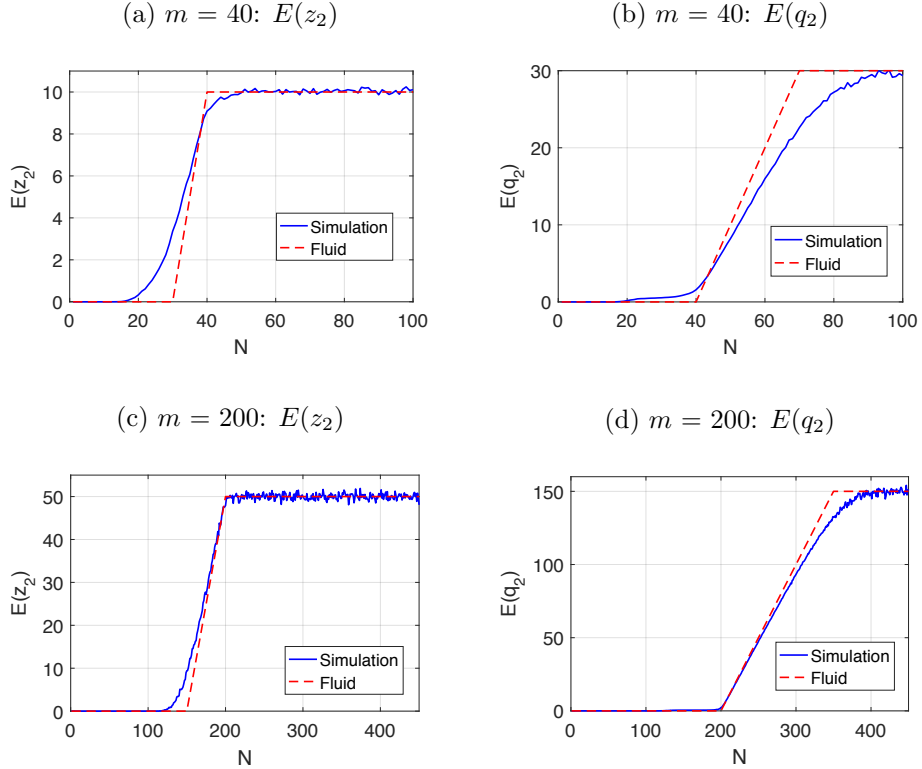 (a) m = 40: E(z₂)
(b) m = 40: E(q₂)
10
8
6
4
2
0
E(z₂)
0 20 40 60 80 100
N
Simulation
Fluid
30
20
10
0
E(q₂)
0 20 40 60 80 100
N
Simulation
Fluid
(c) m = 200: E(z₂)
(d) m = 200: E(q₂)
50
40
30
20
10
0
E(z₂)
0 100 200 300 400
N
Simulation
Fluid
150
100
50
0
E(q₂)
0 100 200 300 400
N
Simulation
Fluid